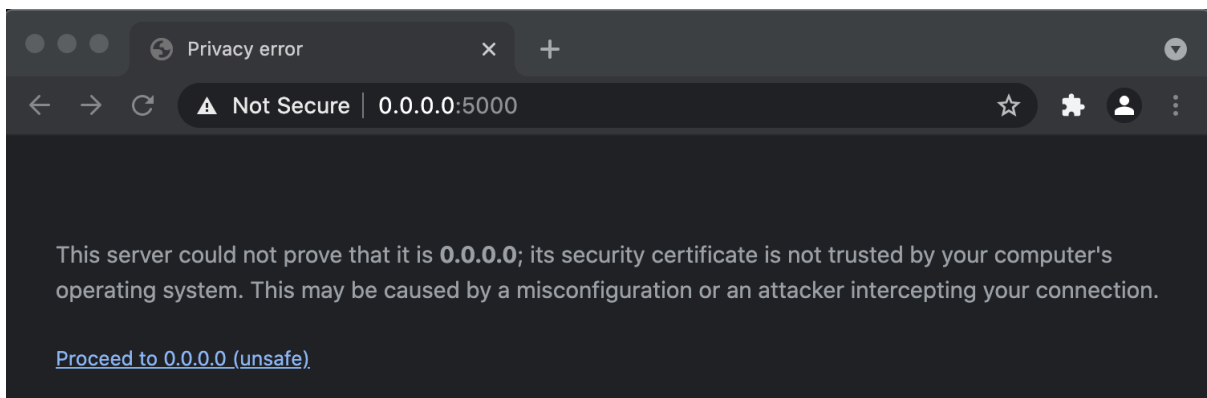 Privacy error
Not Secure 0.0.0.0:5000
This server could not prove that it is 0.0.0.0; its security certificate is not trusted by your computer's
operating system. This may be caused by a misconfiguration or an attacker intercepting your connection.
Proceed to 0.0.0.0 (unsafe)